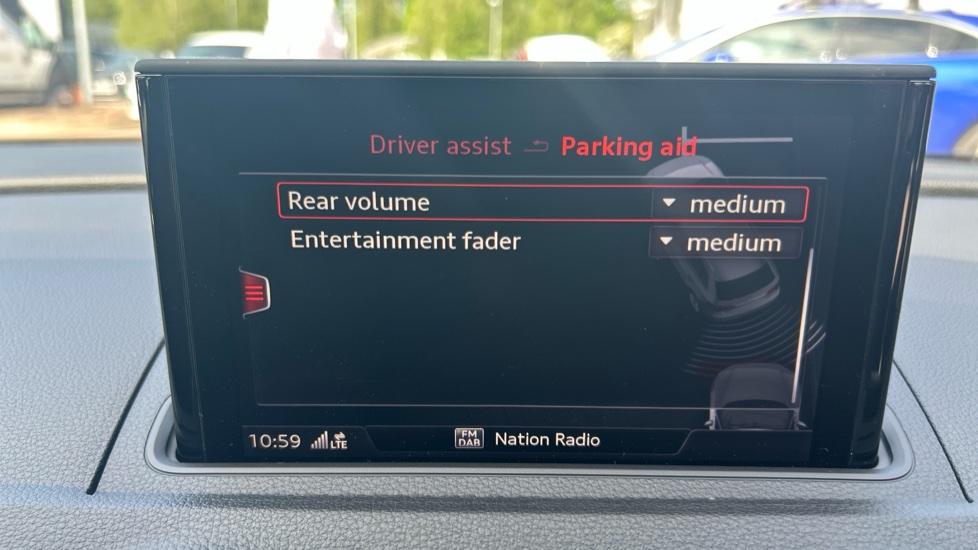 Driver assist Parking aid
Rear volume medium
Entertainment fader medium
10:59 LTE FM DAB Nation Radio